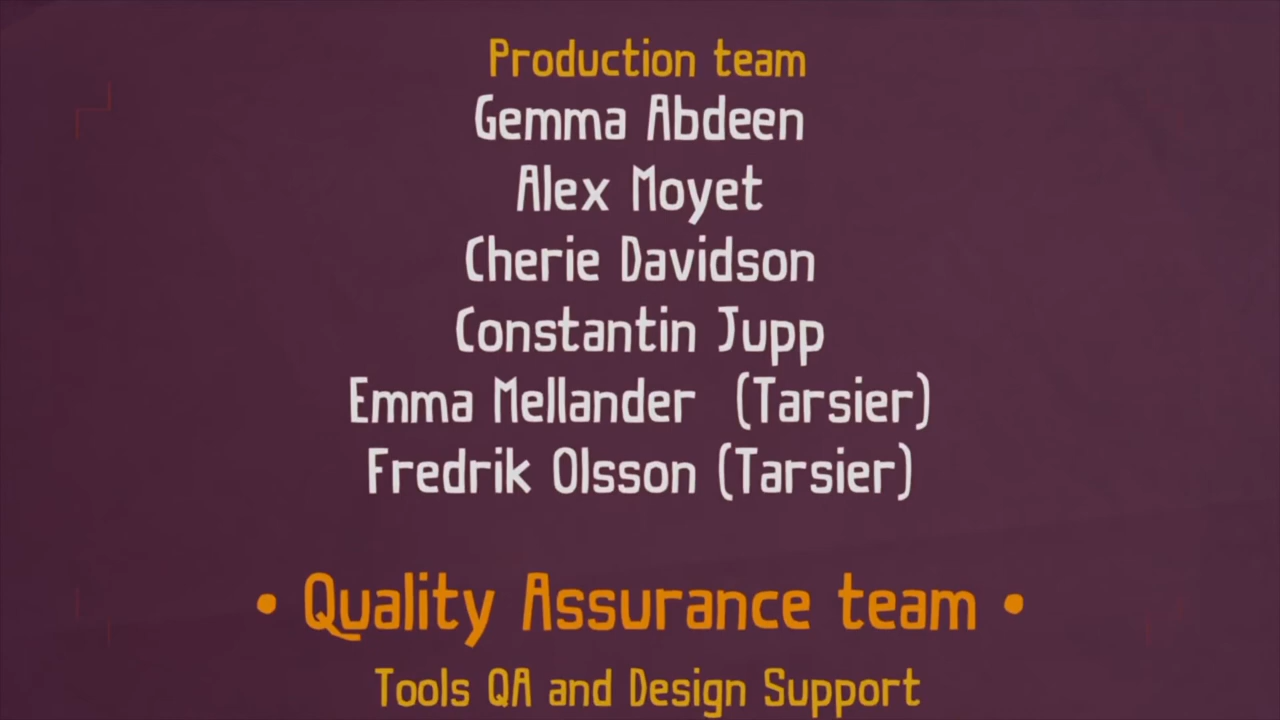 Production team
Gemma Abdeen
Alex Moyet
Cherie Davidson
Constantin Jupp
Emma Mellander (Tarsier)
Fredrik Olsson (Tarsier)
• Quality Assurance team •
Tools QA and Design Support